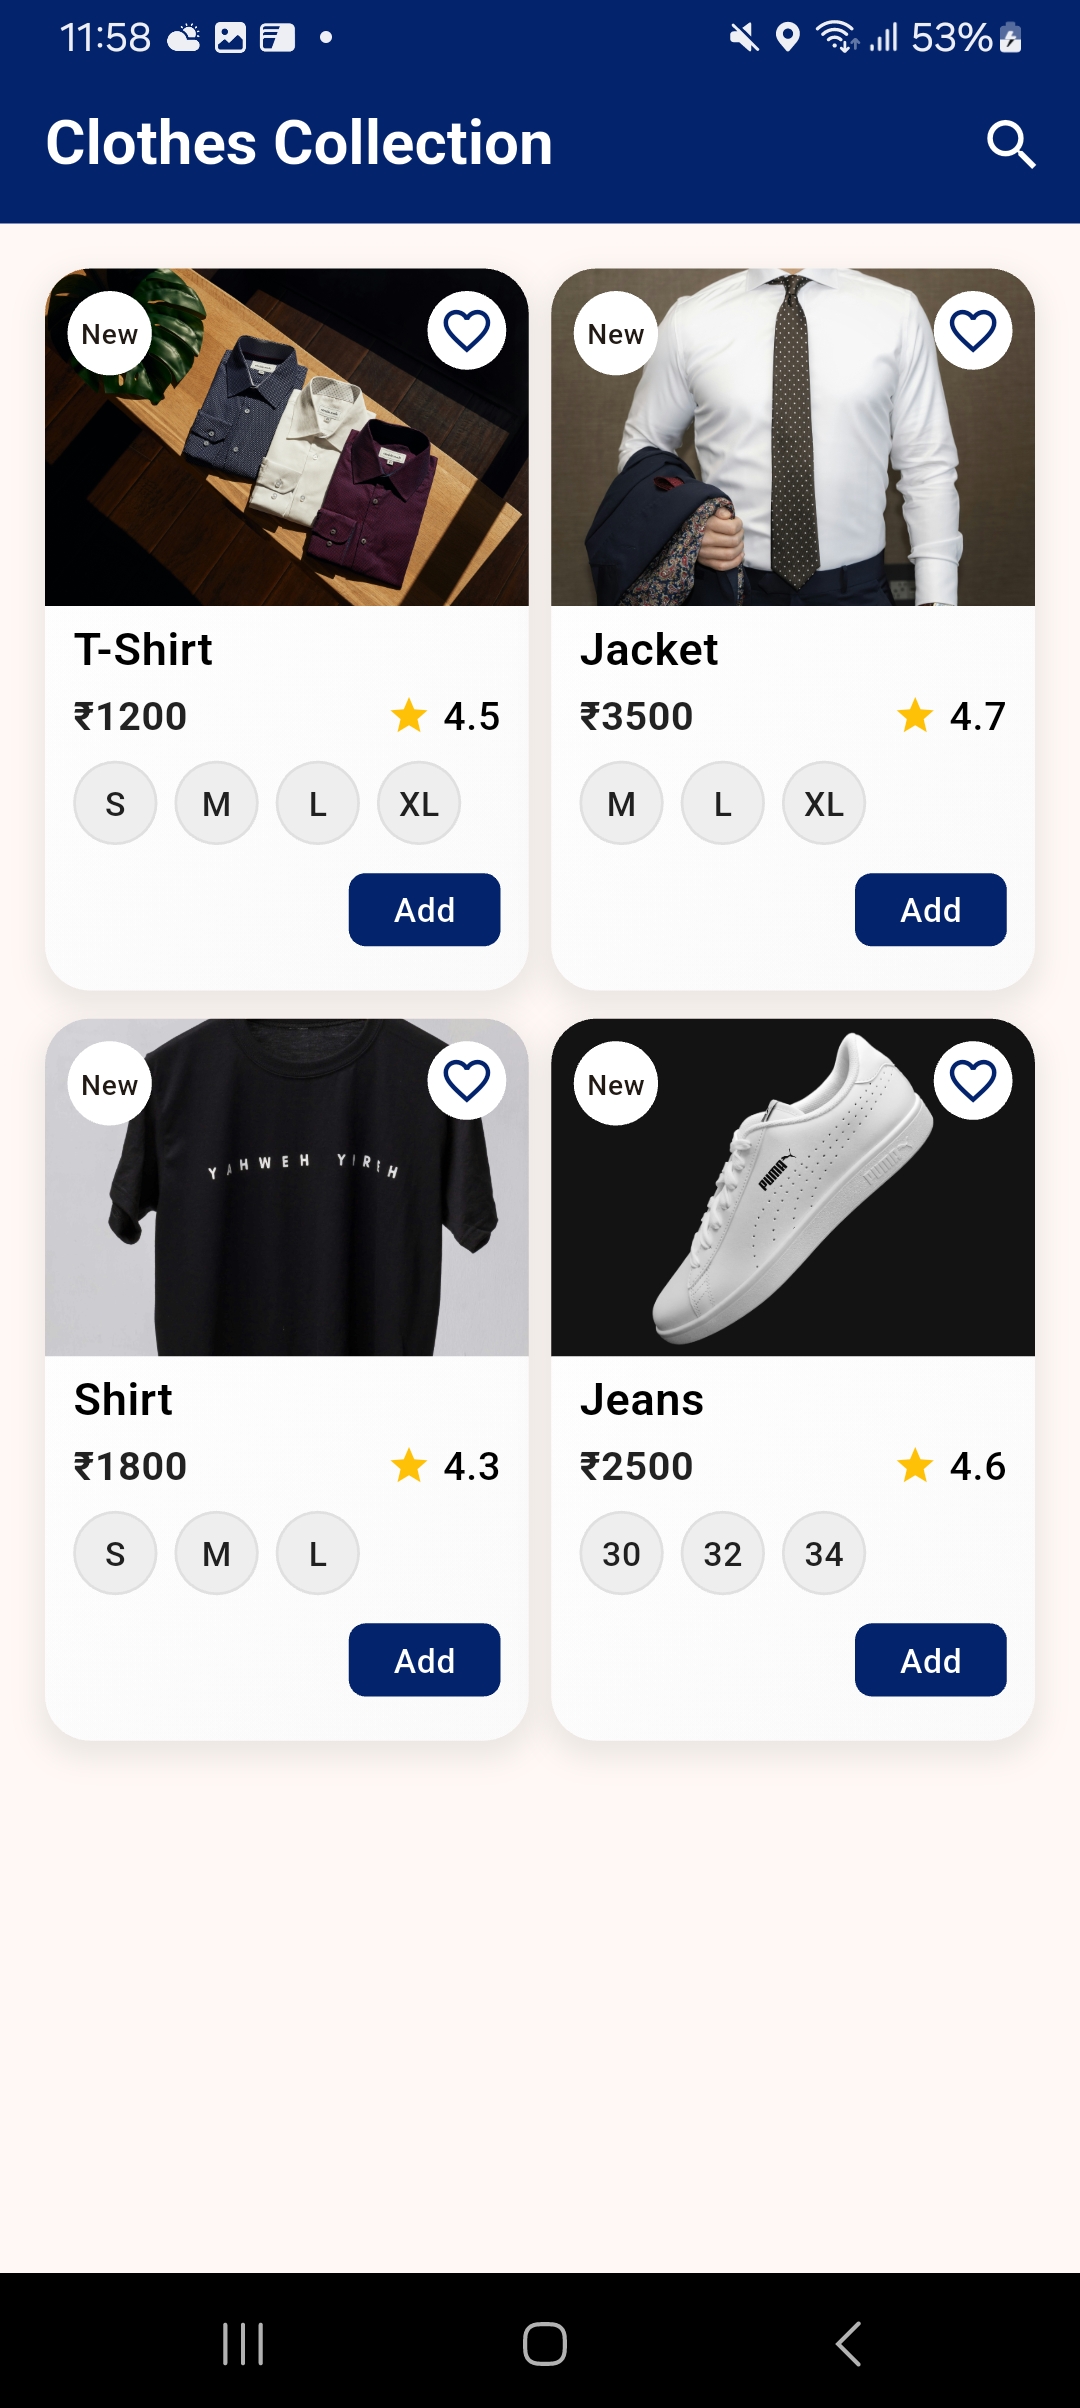 11:58
53%
Clothes Collection
New
New
T-Shirt
₹1200
4.5
S
M
L
XL
Add
Jacket
₹3500
4.7
M
L
XL
Add
New
YAHWEH YIREH
New
PUMA
PUMA
Shirt
₹1800
4.3
S
M
L
Add
Jeans
₹2500
4.6
30
32
34
Add